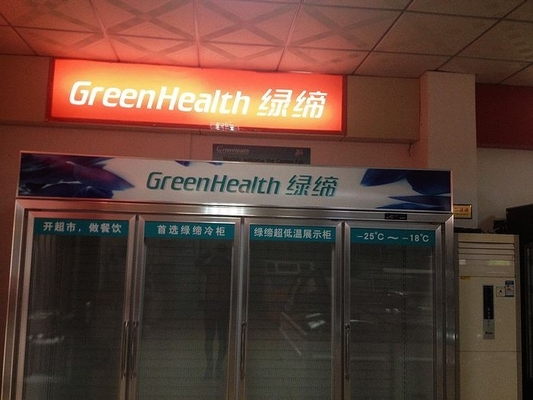 GreenHealth 绿缔
GreenHealth 绿缔
开超市，做餐饮
首选绿缔冷柜
绿缔超低温展示柜
-25℃ ～ -18℃